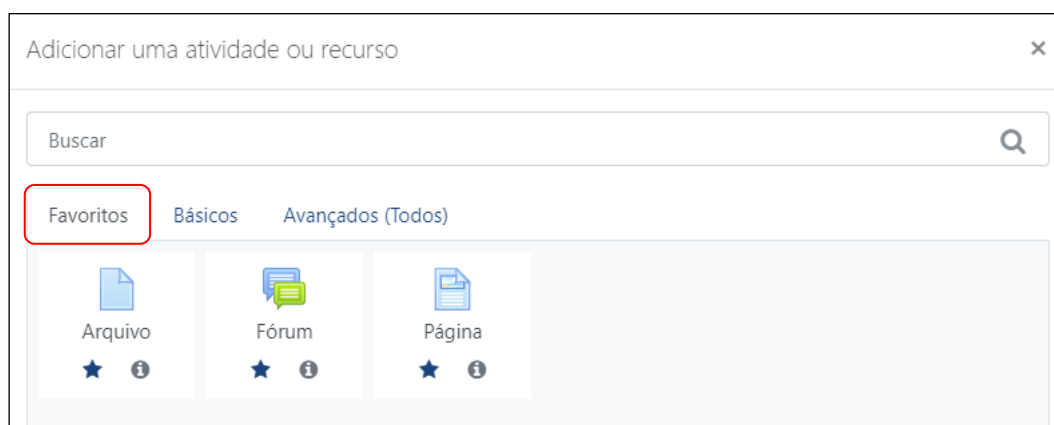 Adicionar uma atividade ou recurso ×
Buscar
Favoritos Básicos Avançados (Todos)
Arquivo Fórum Página